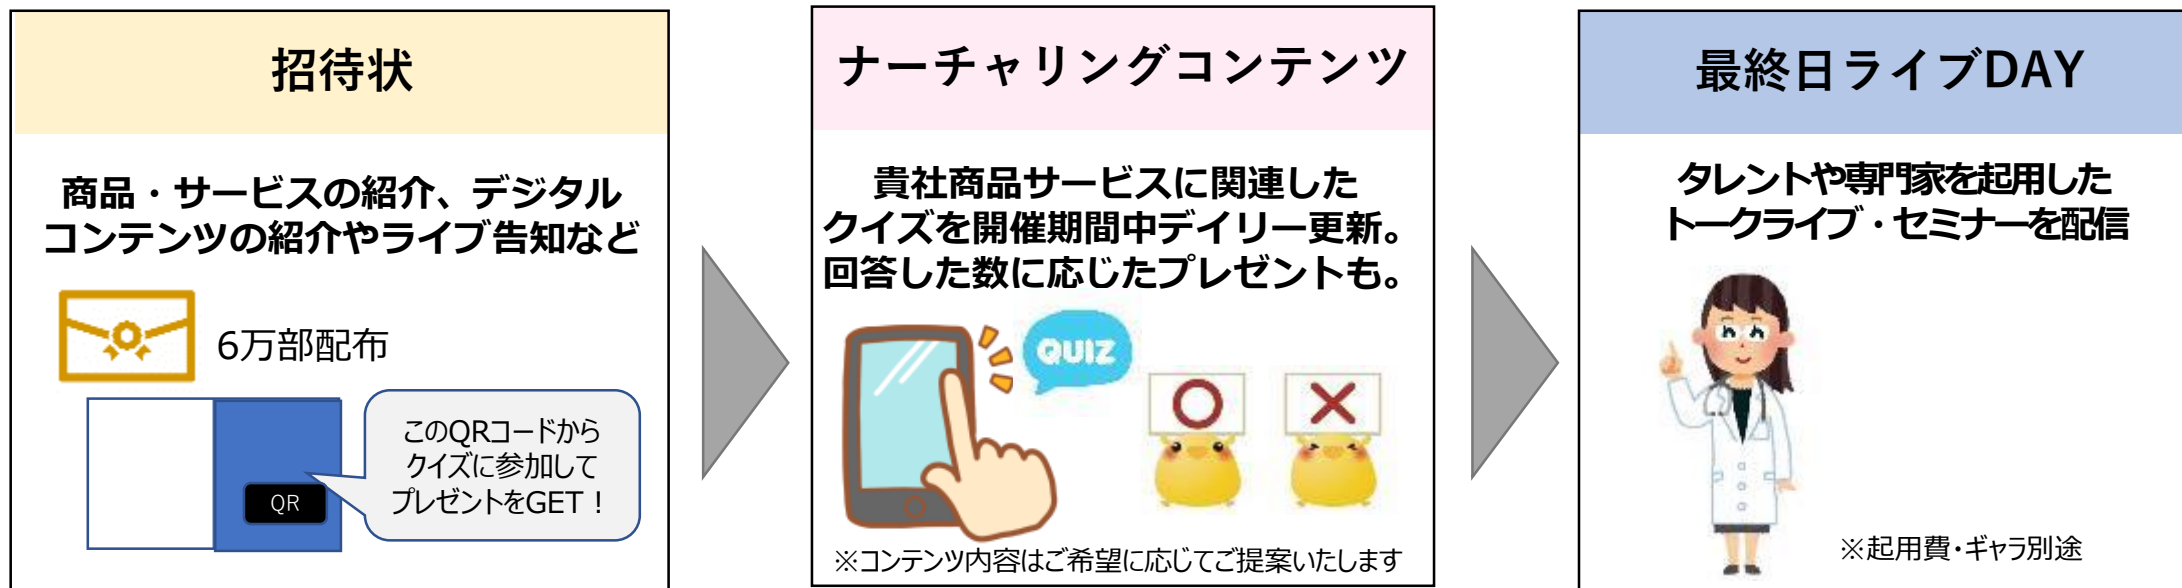 招待状
商品・サービスの紹介、デジタル
コンテンツの紹介やライブ告知など
6万部配布
このQRコードから
クイズに参加して
プレゼントをGET！
QR
ナーチャリングコンテンツ
貴社商品サービスに関連した
クイズを開催期間中デイリー更新。
回答した数に応じたプレゼントも。
QUIZ
※コンテンツ内容はご希望に応じてご提案いたします
最終日ライブDAY
タレントや専門家を起用した
トークライブ・セミナーを配信
※起用費・ギャラ別途